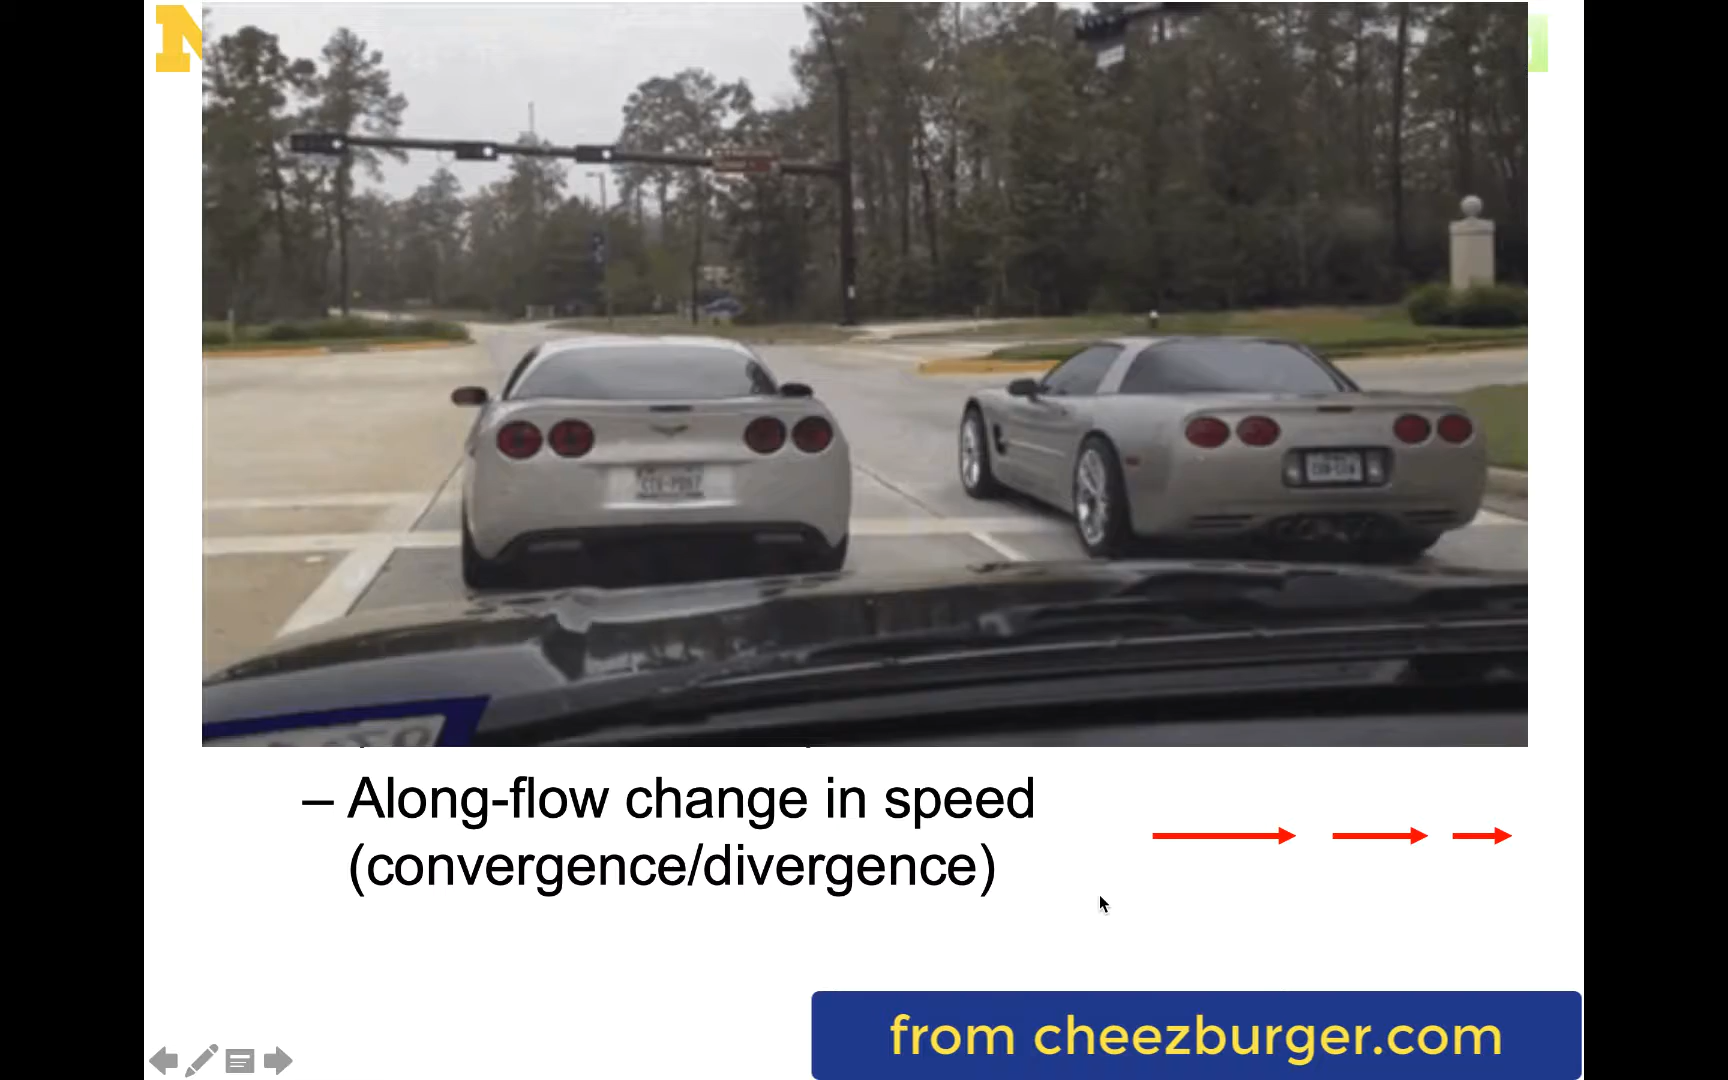 – Along-flow change in speed
(convergence/divergence)
from cheezburger.com